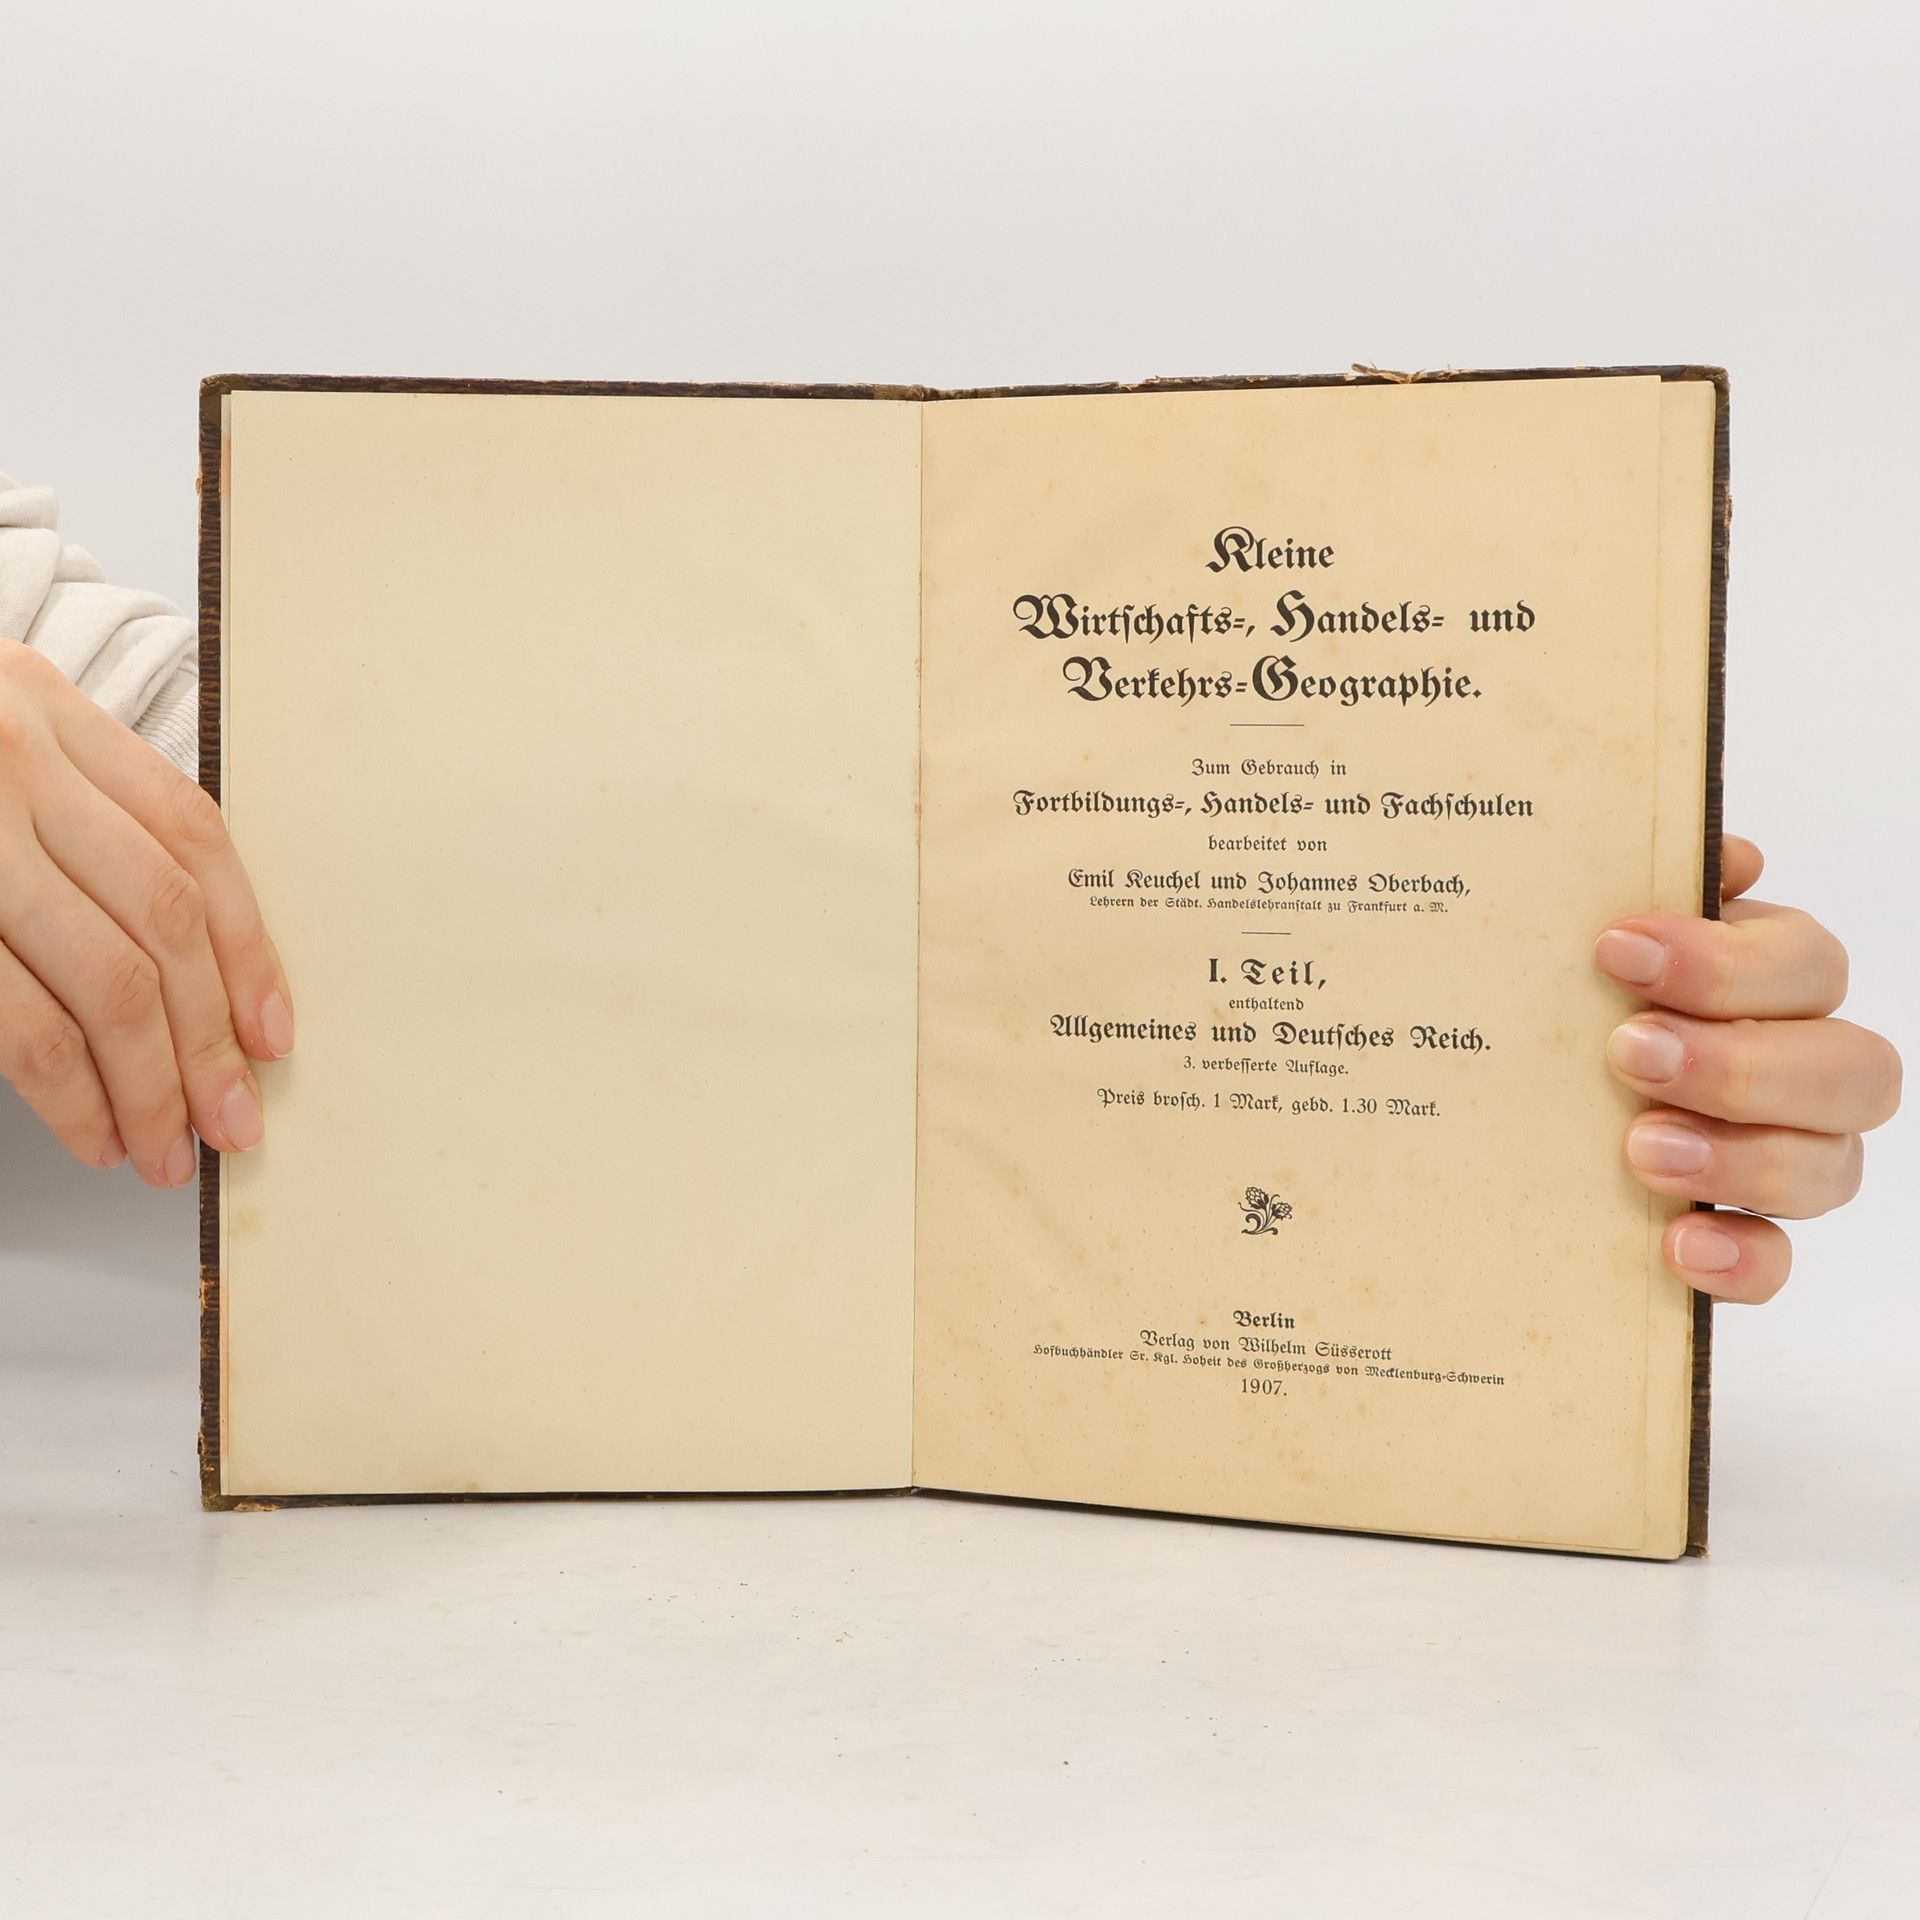 Kleine
Wirtſchafts-, Handels- und
Verkehrs-Geographie.
Zum Gebrauch in
Fortbildungs-, Handels- und Fachſchulen
bearbeitet von
Emil Keuchel und Johannes Oberbach,
Lehrern der Städt. Handelslehranſtalt zu Frankfurt a. M.
I. Teil,
enthaltend
Allgemeines und Deutſches Reich.
3. verbeſſerte Auflage.
Preis broſch. 1 Mark, gebd. 1.30 Mark.
Berlin
Verlag von Wilhelm Süsserott
Hofbuchhändler Sr. Kgl. Hoheit des Großherzogs von Mecklenburg-Schwerin
1907.